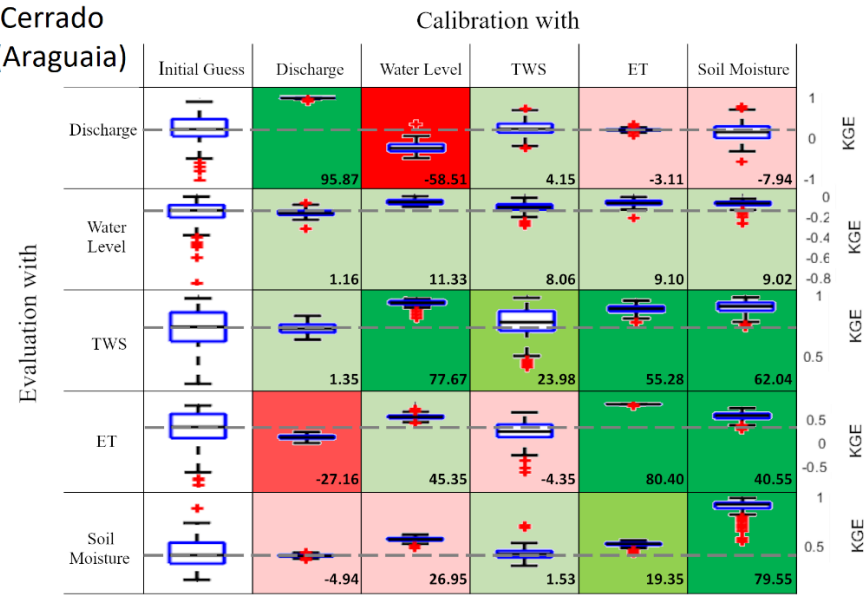 Cerrado
(Araguaia)
Calibration with
Initial Guess Discharge Water Level TWS ET Soil Moisture
Evaluation with
Discharge 95.87 -58.51 4.15 -3.11 -7.94
1
0
-1
KGE
Water
Level
1.16 11.33 8.06 9.10 9.02
0
-0.2
-0.4
-0.6
-0.8
KGE
TWS 1.35 77.67 23.98 55.28 62.04
1
0.5
KGE
ET -27.16 45.35 -4.35 80.40 40.55
0.5
0
-0.5
KGE
Soil
Moisture
-4.94 26.95 1.53 19.35 79.55
1
0.5
KGE